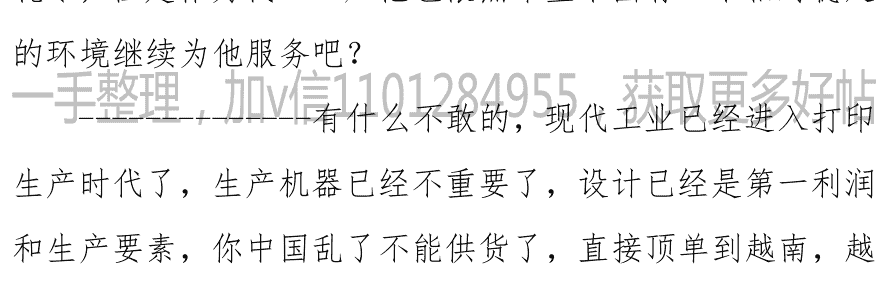 的环境继续为他服务吧？
一手整理，加v信1101284955，获取更多好帖
--------------有什么不敢的，现代工业已经进入打印
生产时代了，生产机器已经不重要了，设计已经是第一利润
和生产要素，你中国乱了不能供货了，直接顶单到越南，越